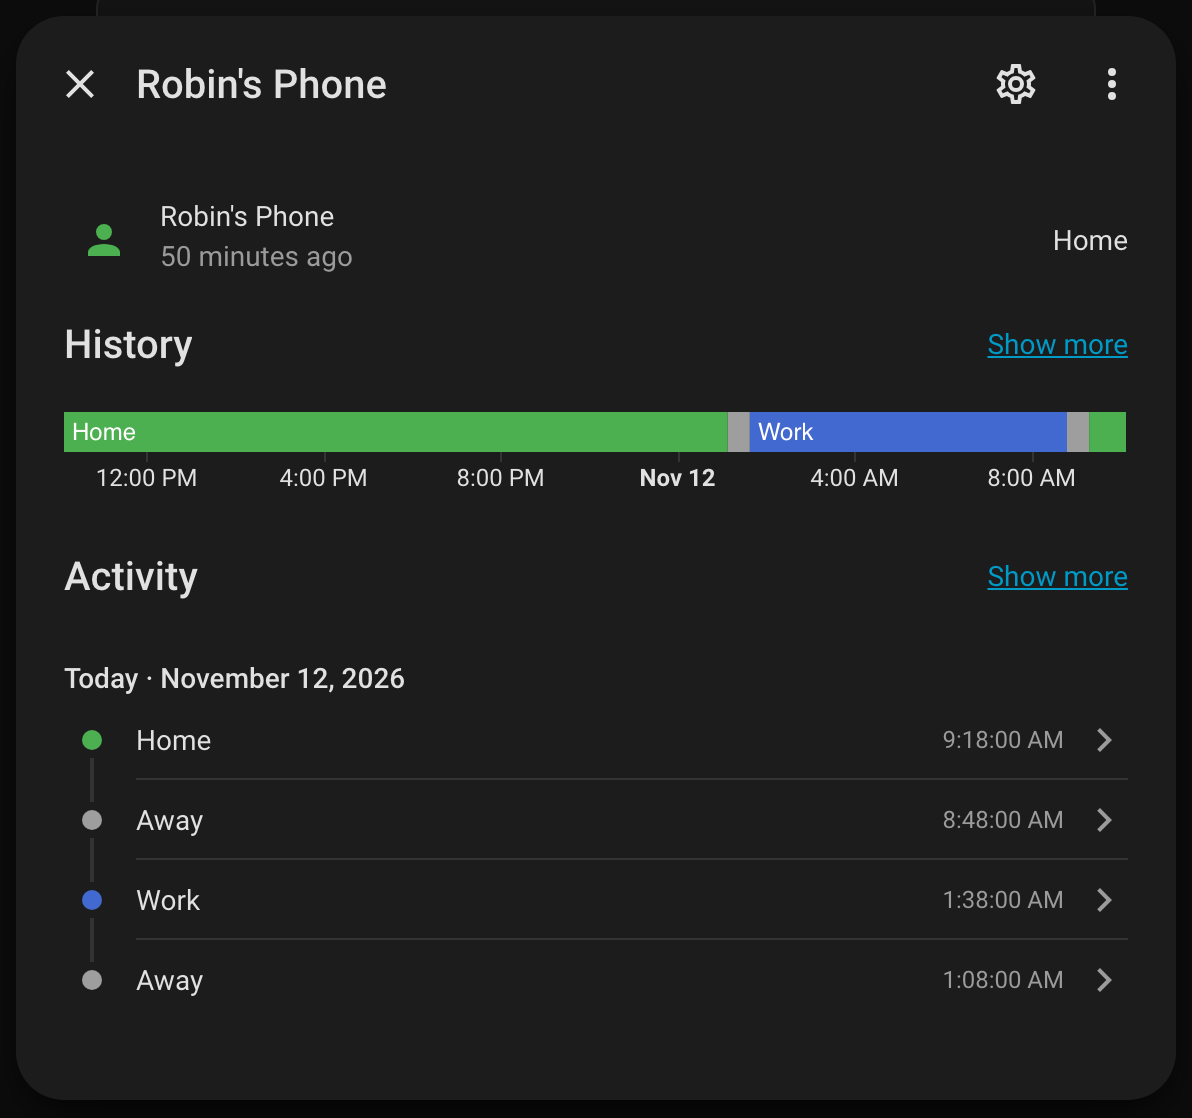 Robin's Phone
Robin's Phone
50 minutes ago
Home
History
Show more
Home
Work
12:00 PM
4:00 PM
8:00 PM
Nov 12
4:00 AM
8:00 AM
Activity
Show more
Today · November 12, 2026
Home
9:18:00 AM
Away
8:48:00 AM
Work
1:38:00 AM
Away
1:08:00 AM